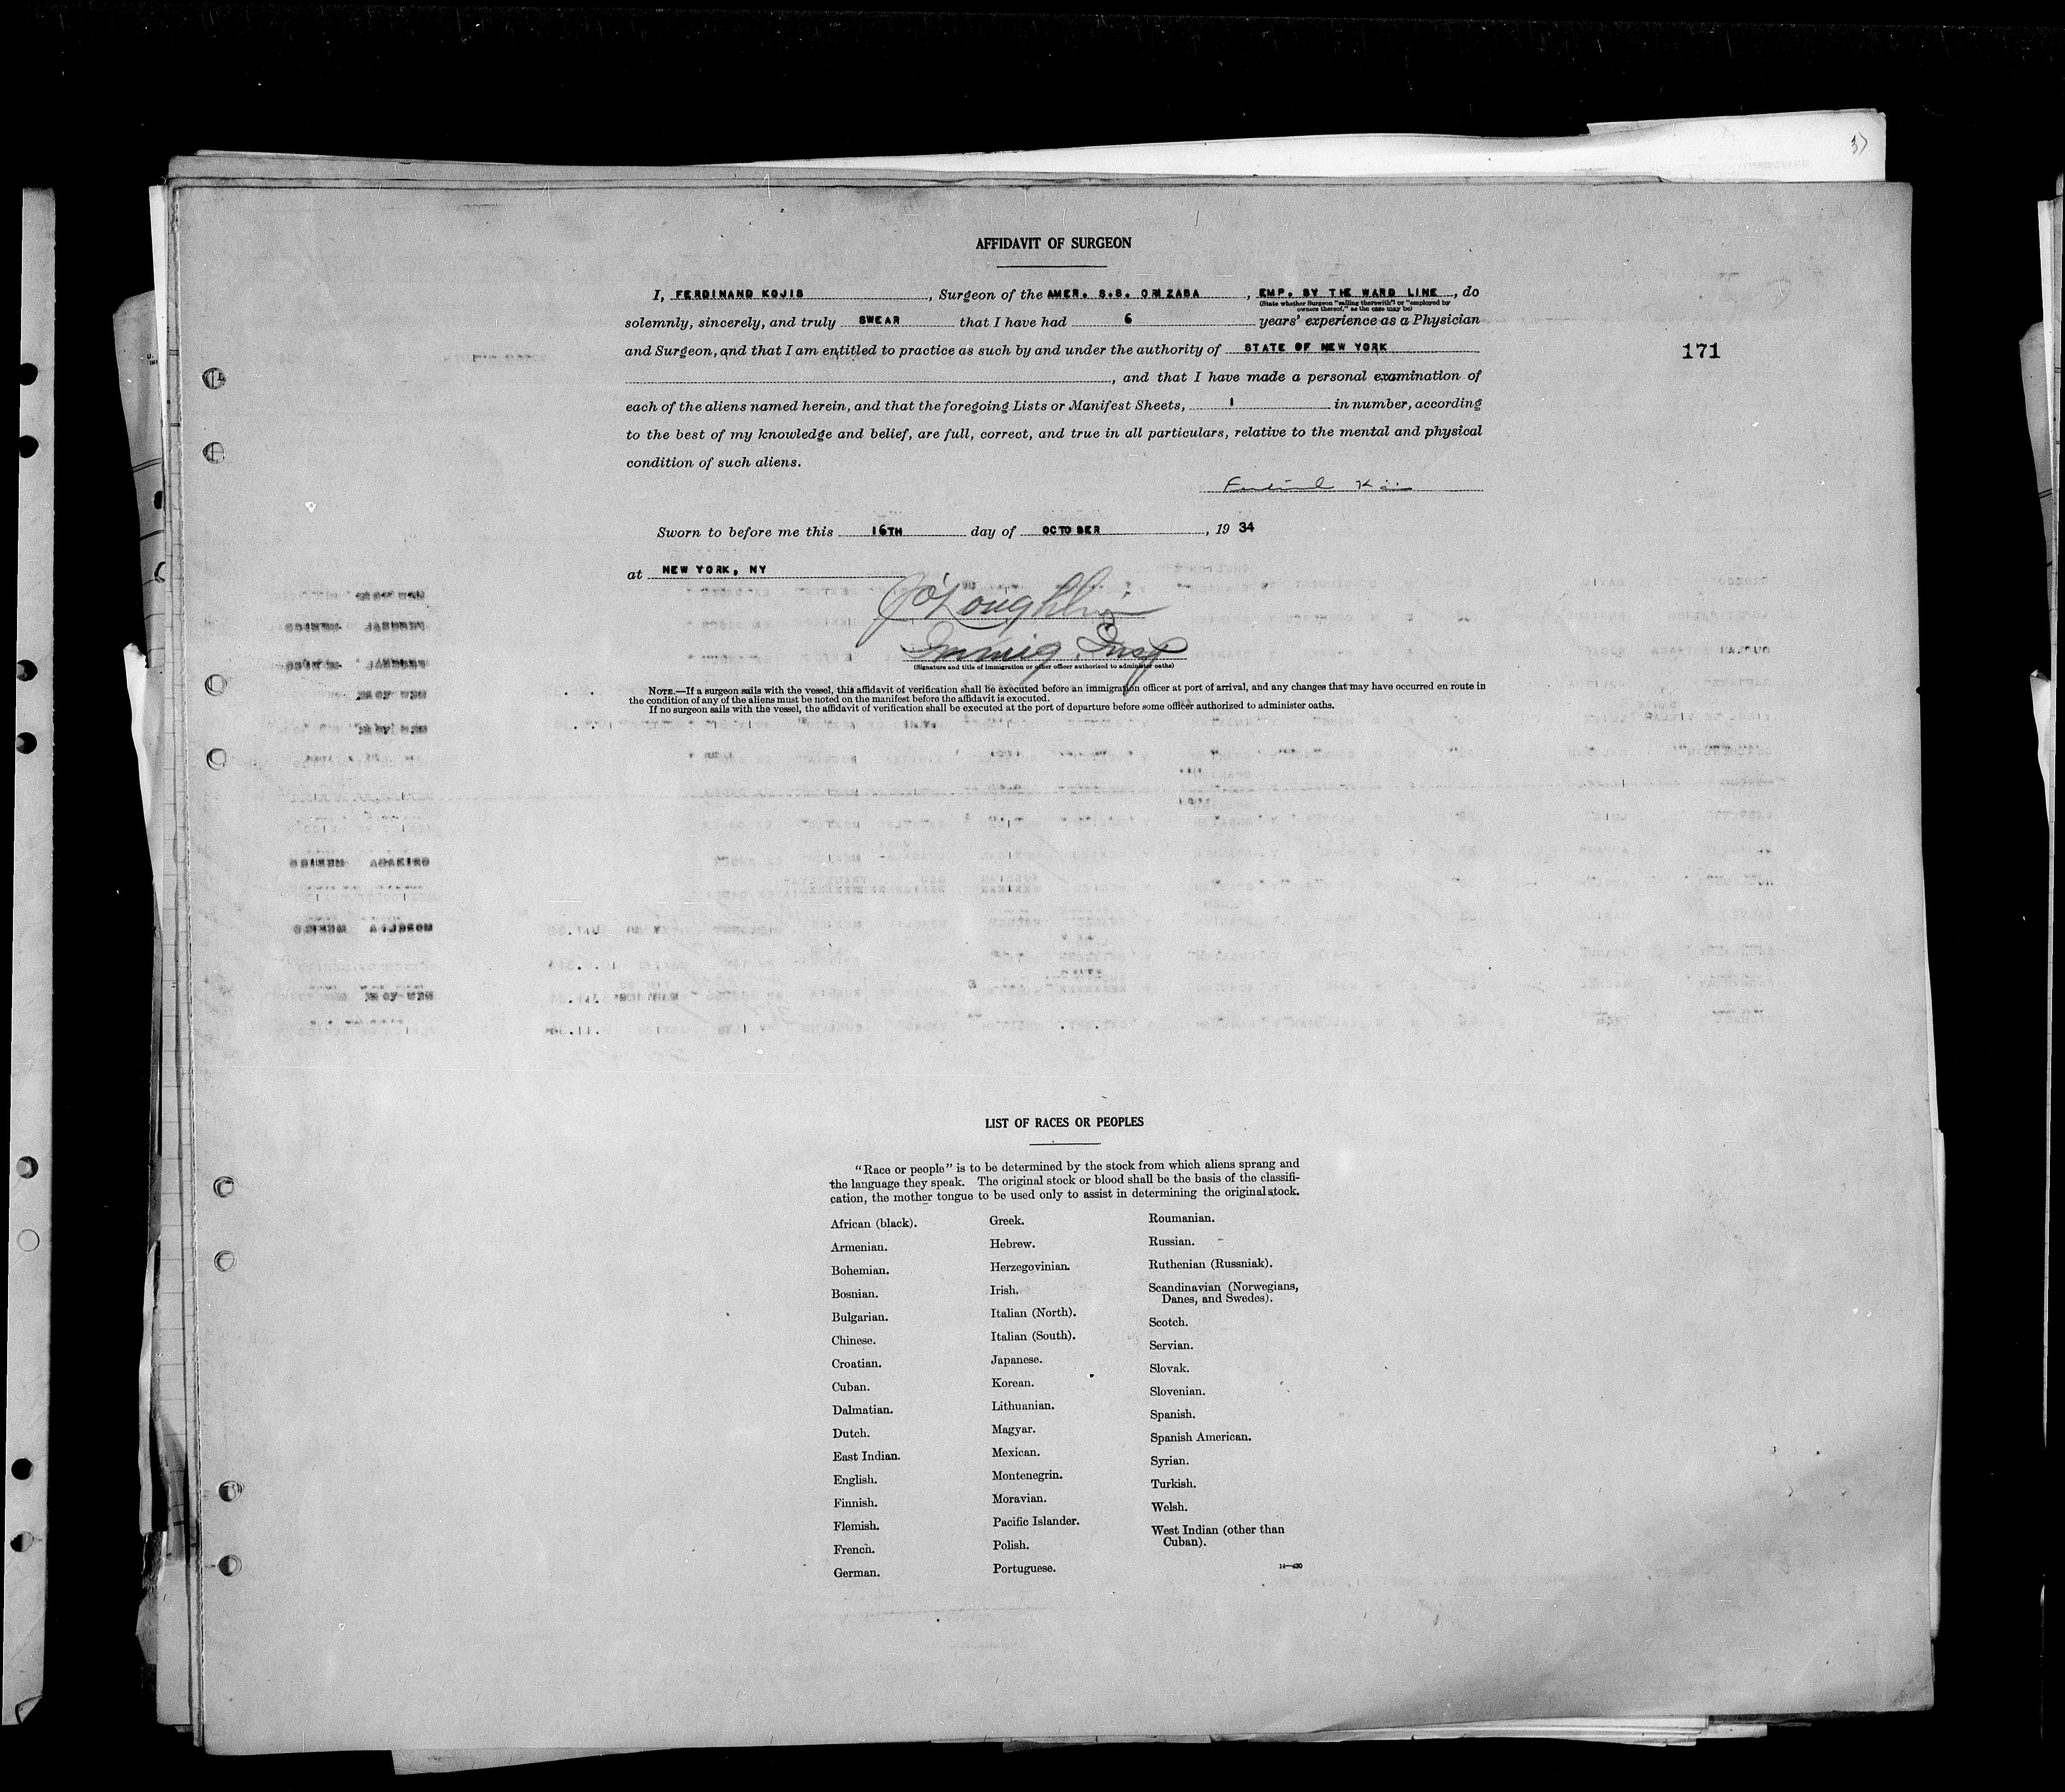 37
AFFIDAVIT OF SURGEON
I, FERDINAND KOJIS, Surgeon of the AMER. S.S. ORIZABA, EMP. BY THE WARD LINE, do
(State whether Surgeon "sailing therewith" or "employed by
owners thereof," as the case may be)
solemnly, sincerely, and truly SWEAR that I have had 6 years' experience as a Physician
and Surgeon, and that I am entitled to practice as such by and under the authority of STATE OF NEW YORK
171
, and that I have made a personal examination of
each of the aliens named herein, and that the foregoing Lists or Manifest Sheets, 1 in number, according
to the best of my knowledge and belief, are full, correct, and true in all particulars, relative to the mental and physical
condition of such aliens.
Sworn to before me this 16TH day of OCTOBER, 1934
at NEW YORK, NY
O'Loughlin
Immig. Insp
(Signature and title of immigration or other officer authorized to administer oaths)
NOTE.—If a surgeon sails with the vessel, this affidavit of verification shall be executed before an immigration officer at port of arrival, and any changes that may have occurred en route in
the condition of any of the aliens must be noted on the manifest before the affidavit is executed.
If no surgeon sails with the vessel, the affidavit of verification shall be executed at the port of departure before some officer authorized to administer oaths.
LIST OF RACES OR PEOPLES
"Race or people" is to be determined by the stock from which aliens sprang and
the language they speak. The original stock or blood shall be the basis of the classifi-
cation, the mother tongue to be used only to assist in determining the original stock.
African (black).
Armenian.
Bohemian.
Bosnian.
Bulgarian.
Chinese.
Croatian.
Cuban.
Dalmatian.
Dutch.
East Indian.
English.
Finnish.
Flemish.
French.
German.
Greek.
Hebrew.
Herzegovinian.
Irish.
Italian (North).
Italian (South).
Japanese.
Korean.
Lithuanian.
Magyar.
Mexican.
Montenegrin.
Moravian.
Pacific Islander.
Polish.
Portuguese.
Roumanian.
Russian.
Ruthenian (Russniak).
Scandinavian (Norwegians,
Danes, and Swedes).
Scotch.
Servian.
Slovak.
Slovenian.
Spanish.
Spanish American.
Syrian.
Turkish.
Welsh.
West Indian (other than
Cuban).